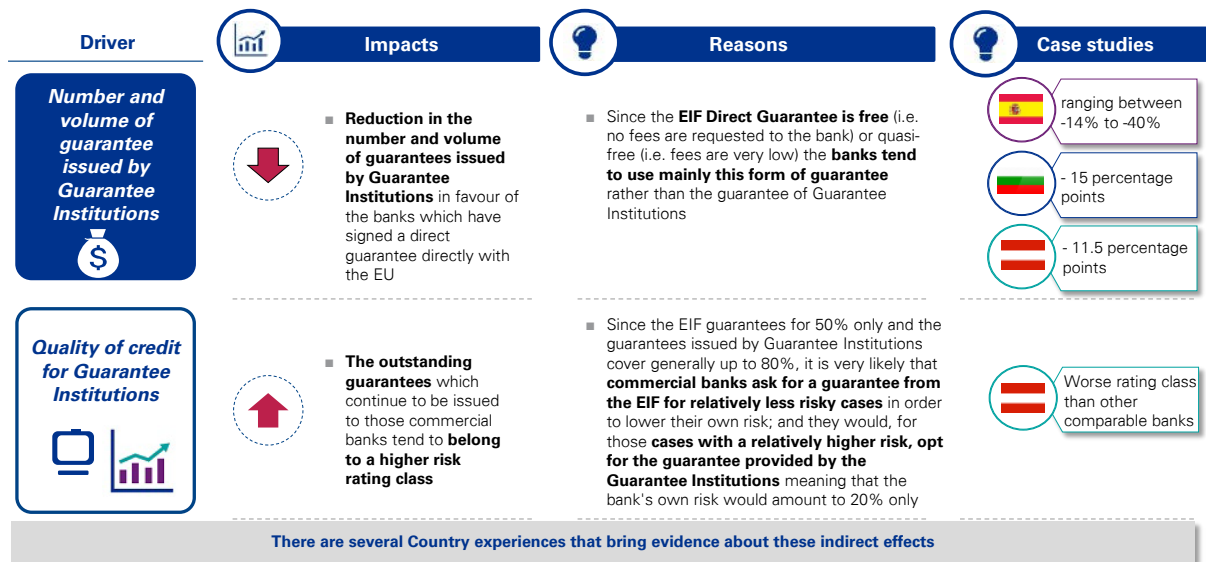 Driver
Impacts
Reasons
Case studies
Number and
volume of
guarantee
issued by
Guarantee
Institutions
$
■ Reduction in the
number and volume
of guarantees issued
by Guarantee
Institutions in favour of
the banks which have
signed a direct
guarantee directly with
the EU
■ Since the EIF Direct Guarantee is free (i.e.
no fees are requested to the bank) or quasi-
free (i.e. fees are very low) the banks tend
to use mainly this form of guarantee
rather than the guarantee of Guarantee
Institutions
ranging between
-14% to -40%
- 15 percentage
points
- 11.5 percentage
points
Quality of credit
for Guarantee
Institutions
■ The outstanding
guarantees which
continue to be issued
to those commercial
banks tend to belong
to a higher risk
rating class
■ Since the EIF guarantees for 50% only and the
guarantees issued by Guarantee Institutions
cover generally up to 80%, it is very likely that
commercial banks ask for a guarantee from
the EIF for relatively less risky cases in order
to lower their own risk; and they would, for
those cases with a relatively higher risk, opt
for the guarantee provided by the
Guarantee Institutions meaning that the
bank's own risk would amount to 20% only
Worse rating class
than other
comparable banks
There are several Country experiences that bring evidence about these indirect effects